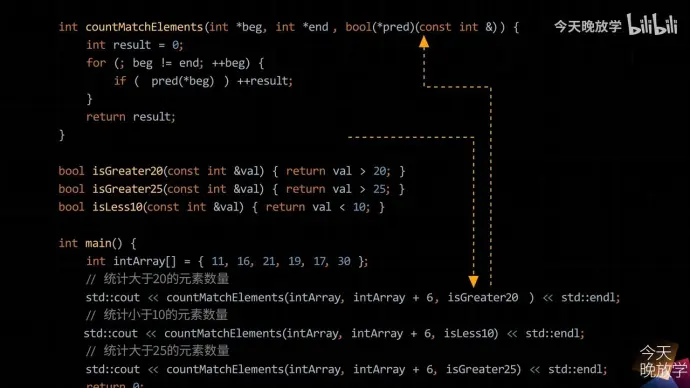 int countMatchElements(int *beg, int *end , bool(*pred)(const int &)) {
今天晚放学 bilibili
    int result = 0;
    for (; beg != end; ++beg) {
        if (  pred(*beg) ) ++result;
    }
    return result;
}
bool isGreater20(const int &val) { return val > 20; }
bool isGreater25(const int &val) { return val > 25; }
bool isLess10(const int &val) { return val < 10; }
int main() {
    int intArray[] = { 11, 16, 21, 19, 17, 30 };
    // 统计大于20的元素数量
    std::cout << countMatchElements(intArray, intArray + 6, isGreater20  ) << std::endl;
    // 统计小于10的元素数量
    std::cout << countMatchElements(intArray, intArray + 6, isLess10) << std::endl;
    // 统计大于25的元素数量
    std::cout << countMatchElements(intArray, intArray + 6, isGreater25) << std::endl;
    return 0;
今天
晚放学